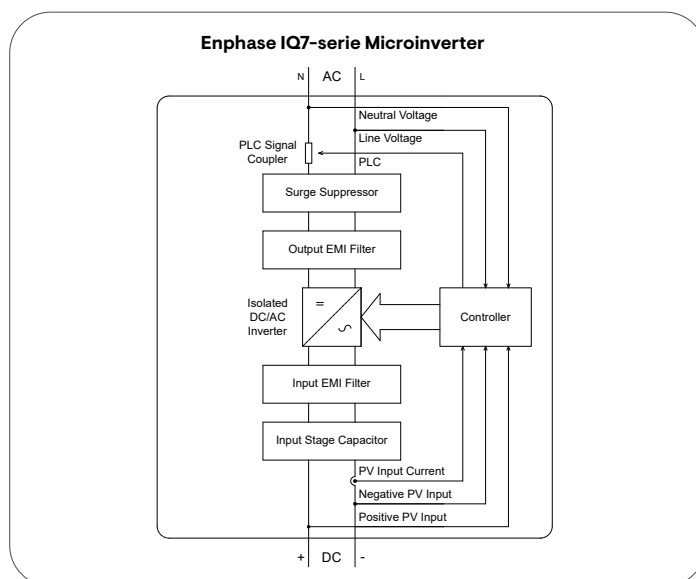 Enphase IQ7-serie Microinverter
N AC L
Neutral Voltage
Line Voltage
PLC Signal
Coupler
PLC
Surge Suppressor
Output EMI Filter
Isolated
DC/AC
Inverter
=
∿
Controller
Input EMI Filter
Input Stage Capacitor
PV Input Current
Negative PV Input
Positive PV Input
+ DC -